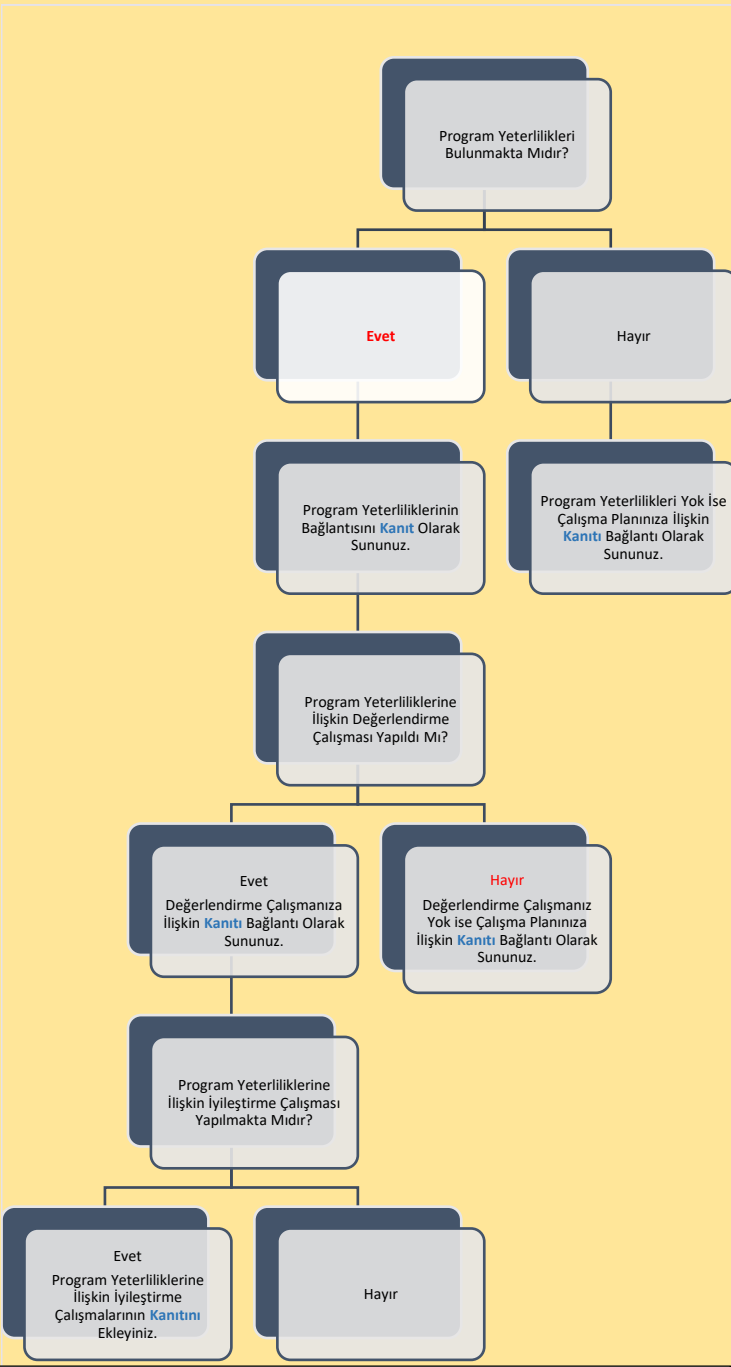 Program Yeterlilikleri
Bulunmakta Mıdır?
Evet
Hayır
Program Yeterliliklerinin
Bağlantısını Kanıt Olarak
Sununuz.
Program Yeterlilikleri Yok İse
Çalışma Planınıza İlişkin
Kanıtı Bağlantı Olarak
Sununuz.
Program Yeterliliklerine
İlişkin Değerlendirme
Çalışması Yapıldı Mı?
Evet
Değerlendirme Çalışmanıza
İlişkin Kanıtı Bağlantı Olarak
Sununuz.
Hayır
Değerlendirme Çalışmanız
Yok ise Çalışma Planınıza
İlişkin Kanıtı Bağlantı Olarak
Sununuz.
Program Yeterliliklerine
İlişkin İyileştirme Çalışması
Yapılmakta Mıdır?
Evet
Program Yeterliliklerine
İlişkin İyileştirme
Çalışmalarının Kanıtını
Ekleyiniz.
Hayır